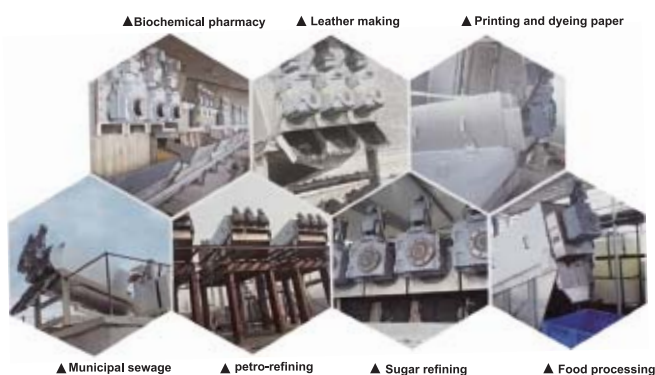 ▲Biochemical pharmacy ▲ Leather making ▲ Printing and dyeing paper
▲ Municipal sewage ▲ petro-refining ▲ Sugar refining ▲ Food processing